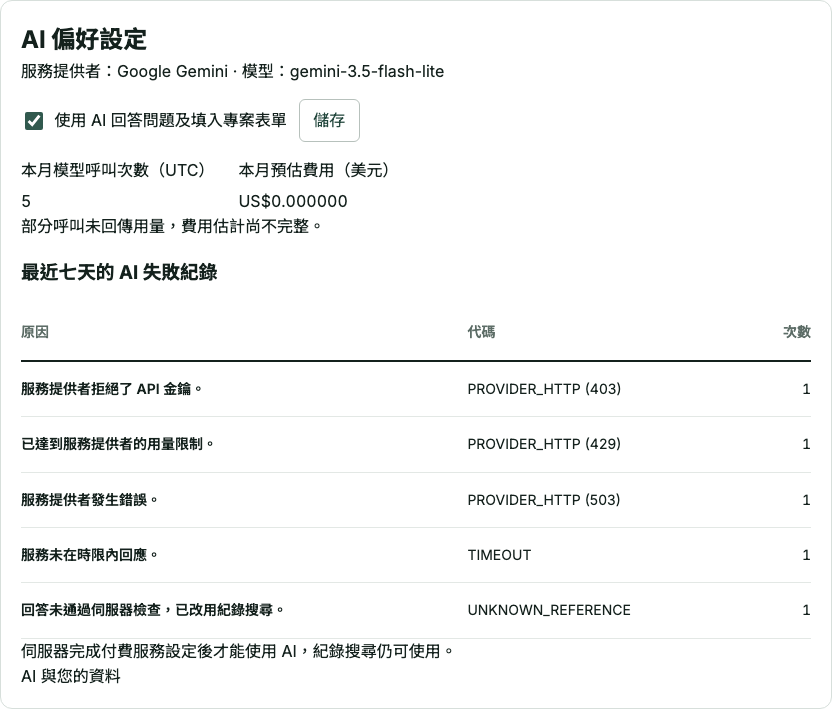 AI 偏好設定
服務提供者：Google Gemini · 模型：gemini-3.5-flash-lite
使用 AI 回答問題及填入專案表單 儲存
本月模型呼叫次數（UTC） 本月預估費用（美元）
5 US$0.000000
部分呼叫未回傳用量，費用估計尚不完整。
最近七天的 AI 失敗紀錄
原因 代碼 次數
服務提供者拒絕了 API 金鑰。 PROVIDER_HTTP (403) 1
已達到服務提供者的用量限制。 PROVIDER_HTTP (429) 1
服務提供者發生錯誤。 PROVIDER_HTTP (503) 1
服務未在時限內回應。 TIMEOUT 1
回答未通過伺服器檢查，已改用紀錄搜尋。 UNKNOWN_REFERENCE 1
伺服器完成付費服務設定後才能使用 AI，紀錄搜尋仍可使用。
AI 與您的資料